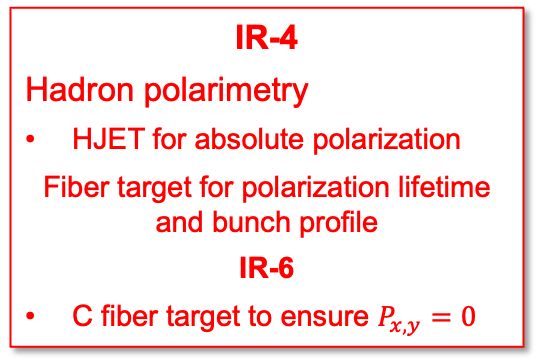 IR-4
Hadron polarimetry
• HJET for absolute polarization
Fiber target for polarization lifetime
and bunch profile
IR-6
• C fiber target to ensure $P_{x,y} = 0$